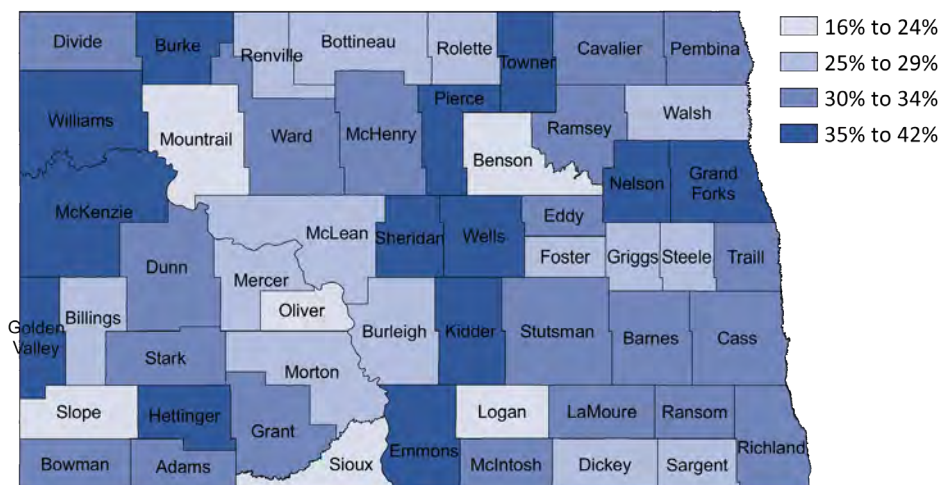 Divide
Burke
Renville
Bottineau
Rolette
Towner
Cavalier
Pembina
16% to 24%
25% to 29%
30% to 34%
35% to 42%
Williams
Mountrail
Ward
McHenry
Pierce
Benson
Ramsey
Walsh
Nelson
Grand
Forks
McKenzie
McLean
Sheridan
Wells
Eddy
Foster
Griggs
Steele
Traill
Dunn
Mercer
Oliver
Golden
Valley
Billings
Burleigh
Kidder
Stutsman
Barnes
Cass
Stark
Morton
Slope
Hettinger
Grant
Emmons
Logan
LaMoure
Ransom
Richland
Bowman
Adams
Sioux
McIntosh
Dickey
Sargent